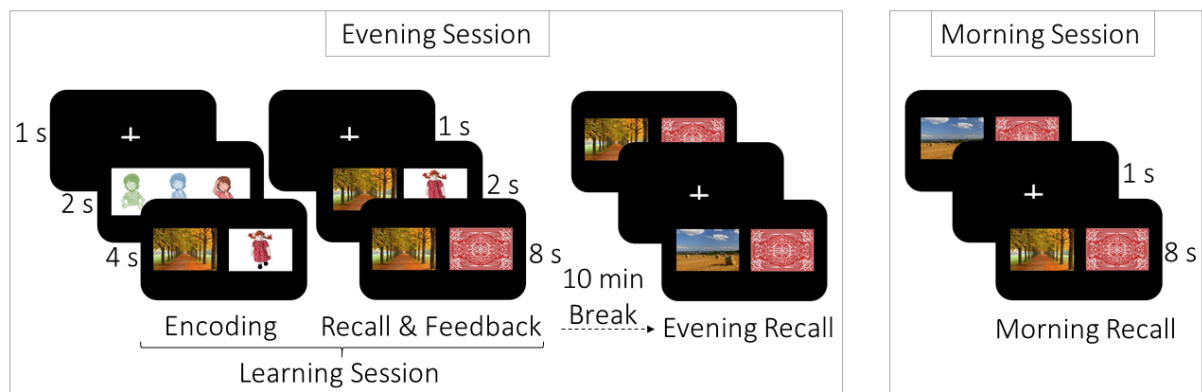 Evening Session
Morning Session
1 s
2 s
4 s
1 s
2 s
8 s
10 min
Break
1 s
8 s
Encoding
Recall & Feedback
Evening Recall
Morning Recall
Learning Session